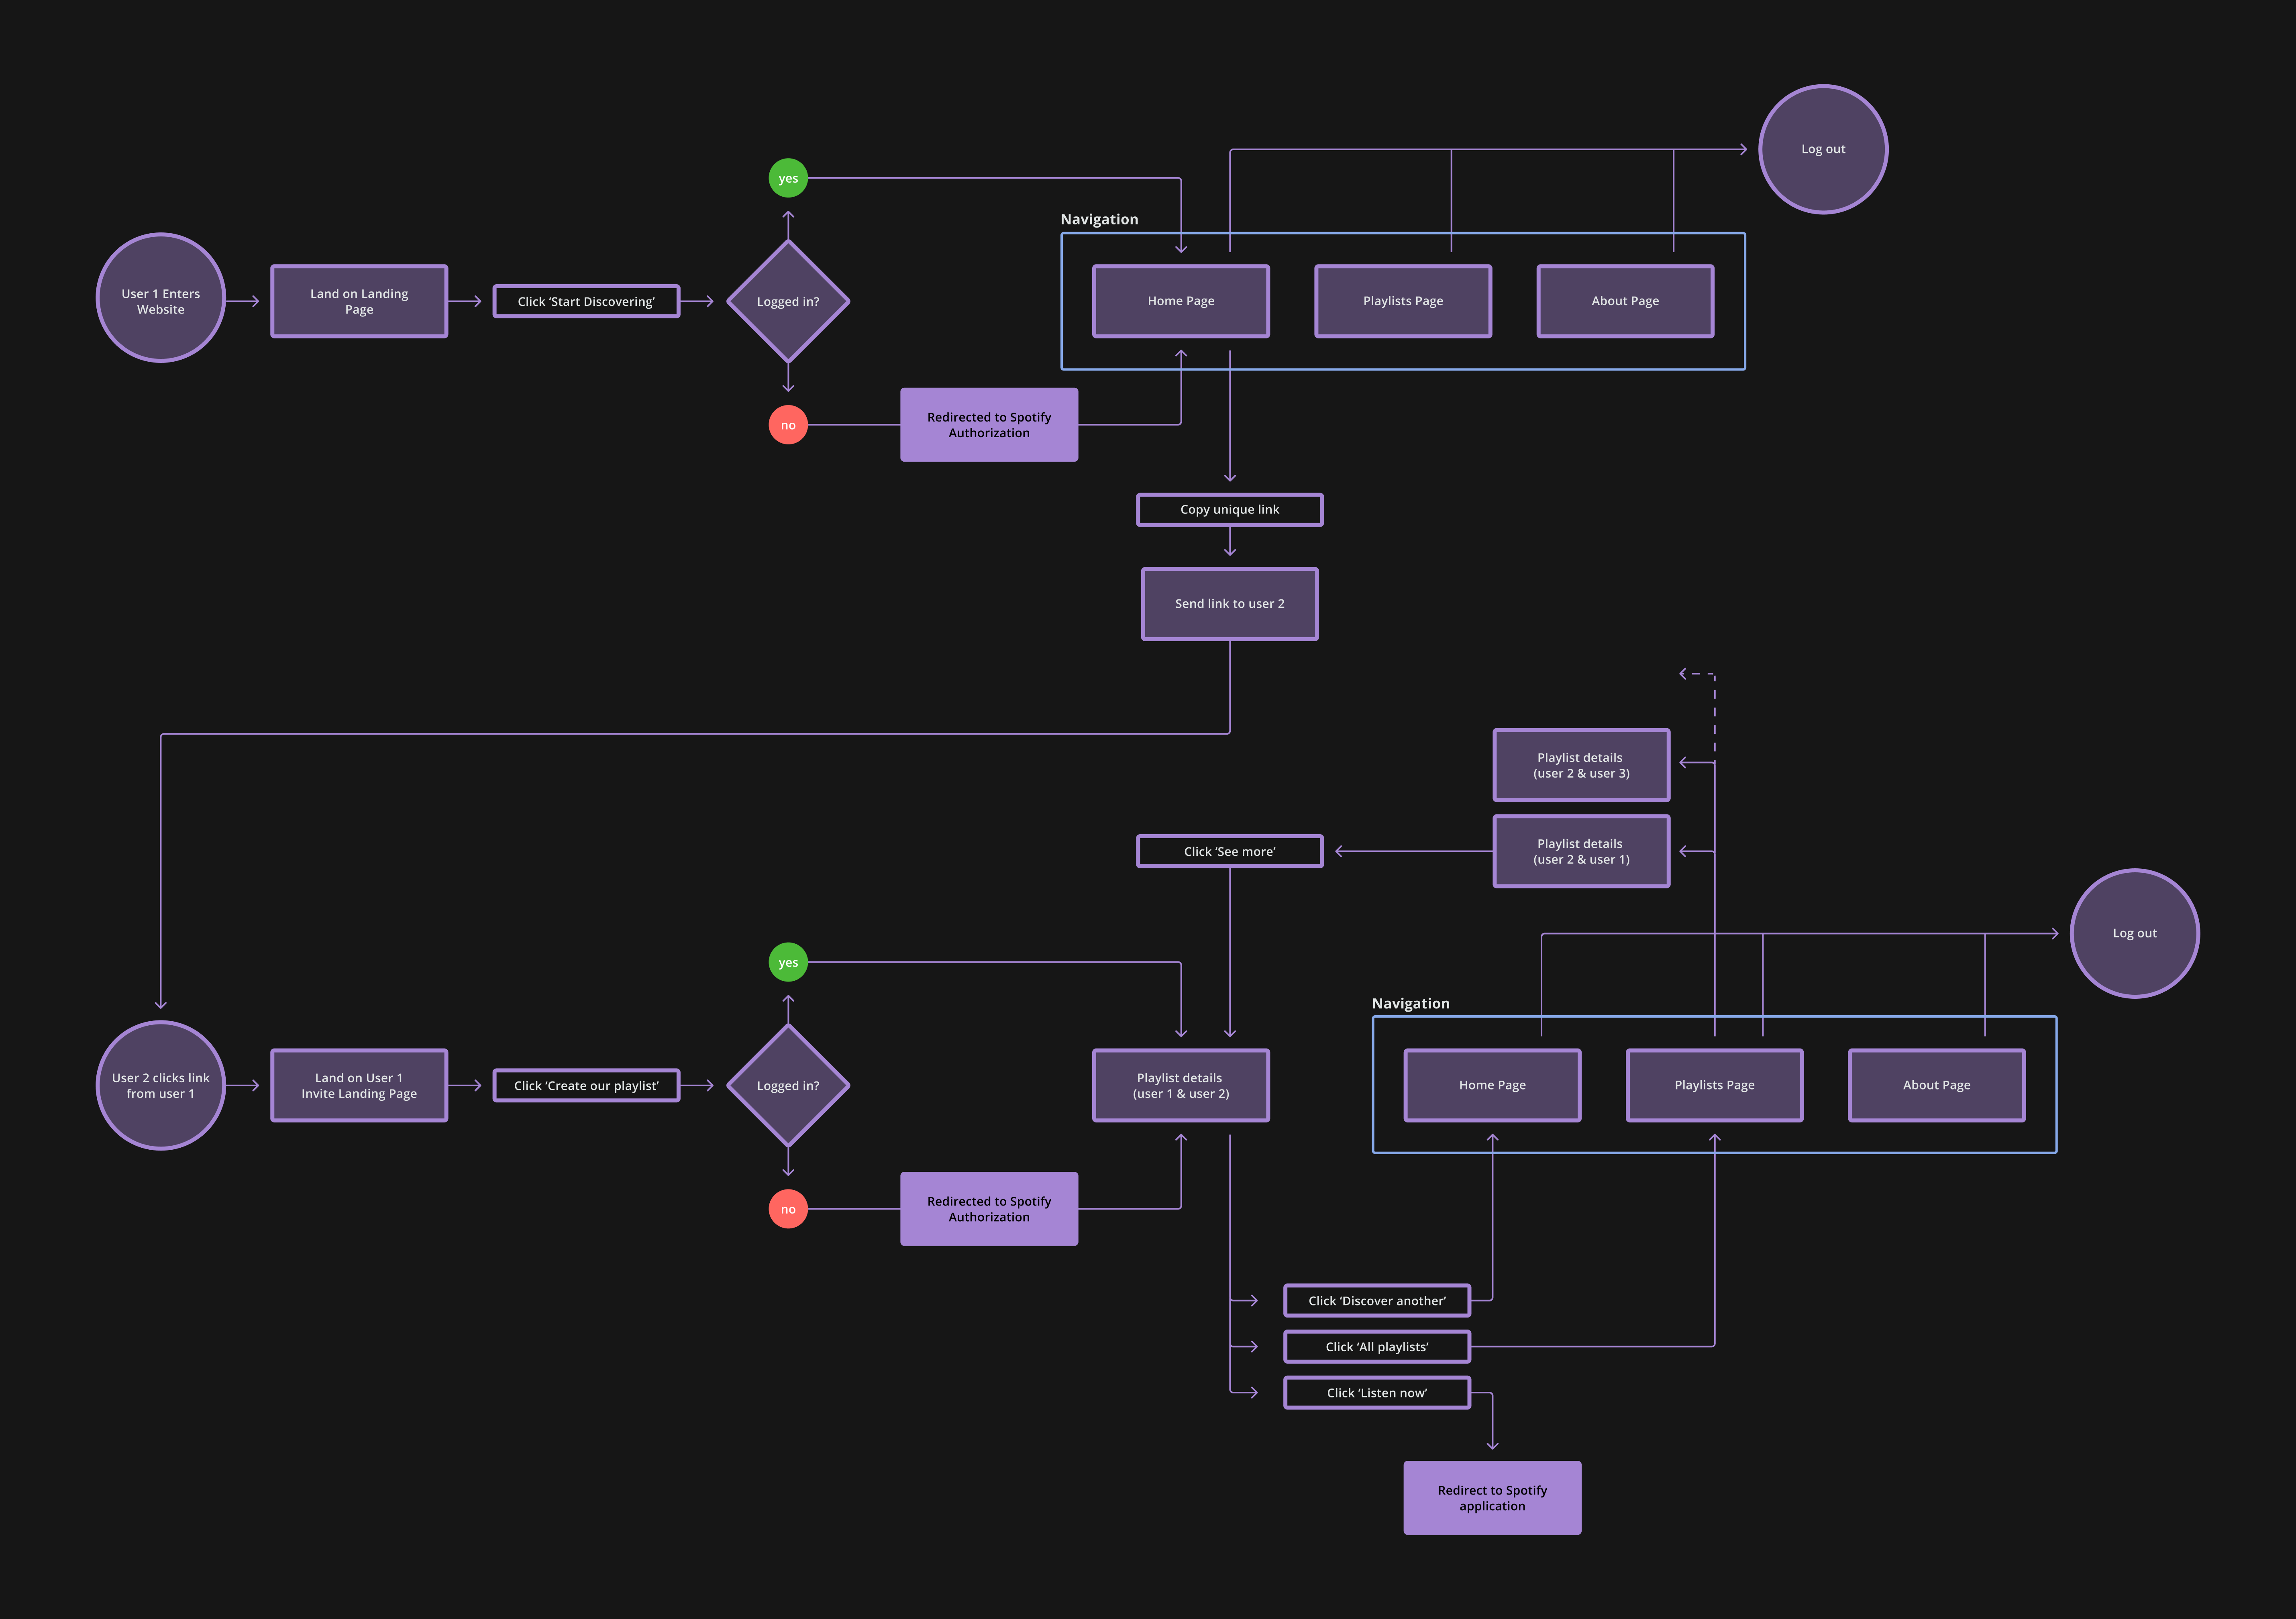 Log out
yes
Navigation
User 1 Enters
Website
Land on Landing
Page
Click ‘Start Discovering’
Logged in?
Home Page
Playlists Page
About Page
no
Redirected to Spotify
Authorization
Copy unique link
Send link to user 2
Playlist details
(user 2 & user 3)
Click ‘See more’
Playlist details
(user 2 & user 1)
Log out
yes
Navigation
User 2 clicks link
from user 1
Land on User 1
Invite Landing Page
Click ‘Create our playlist’
Logged in?
Playlist details
(user 1 & user 2)
Home Page
Playlists Page
About Page
no
Redirected to Spotify
Authorization
Click ‘Discover another’
Click ‘All playlists’
Click ‘Listen now’
Redirect to Spotify
application